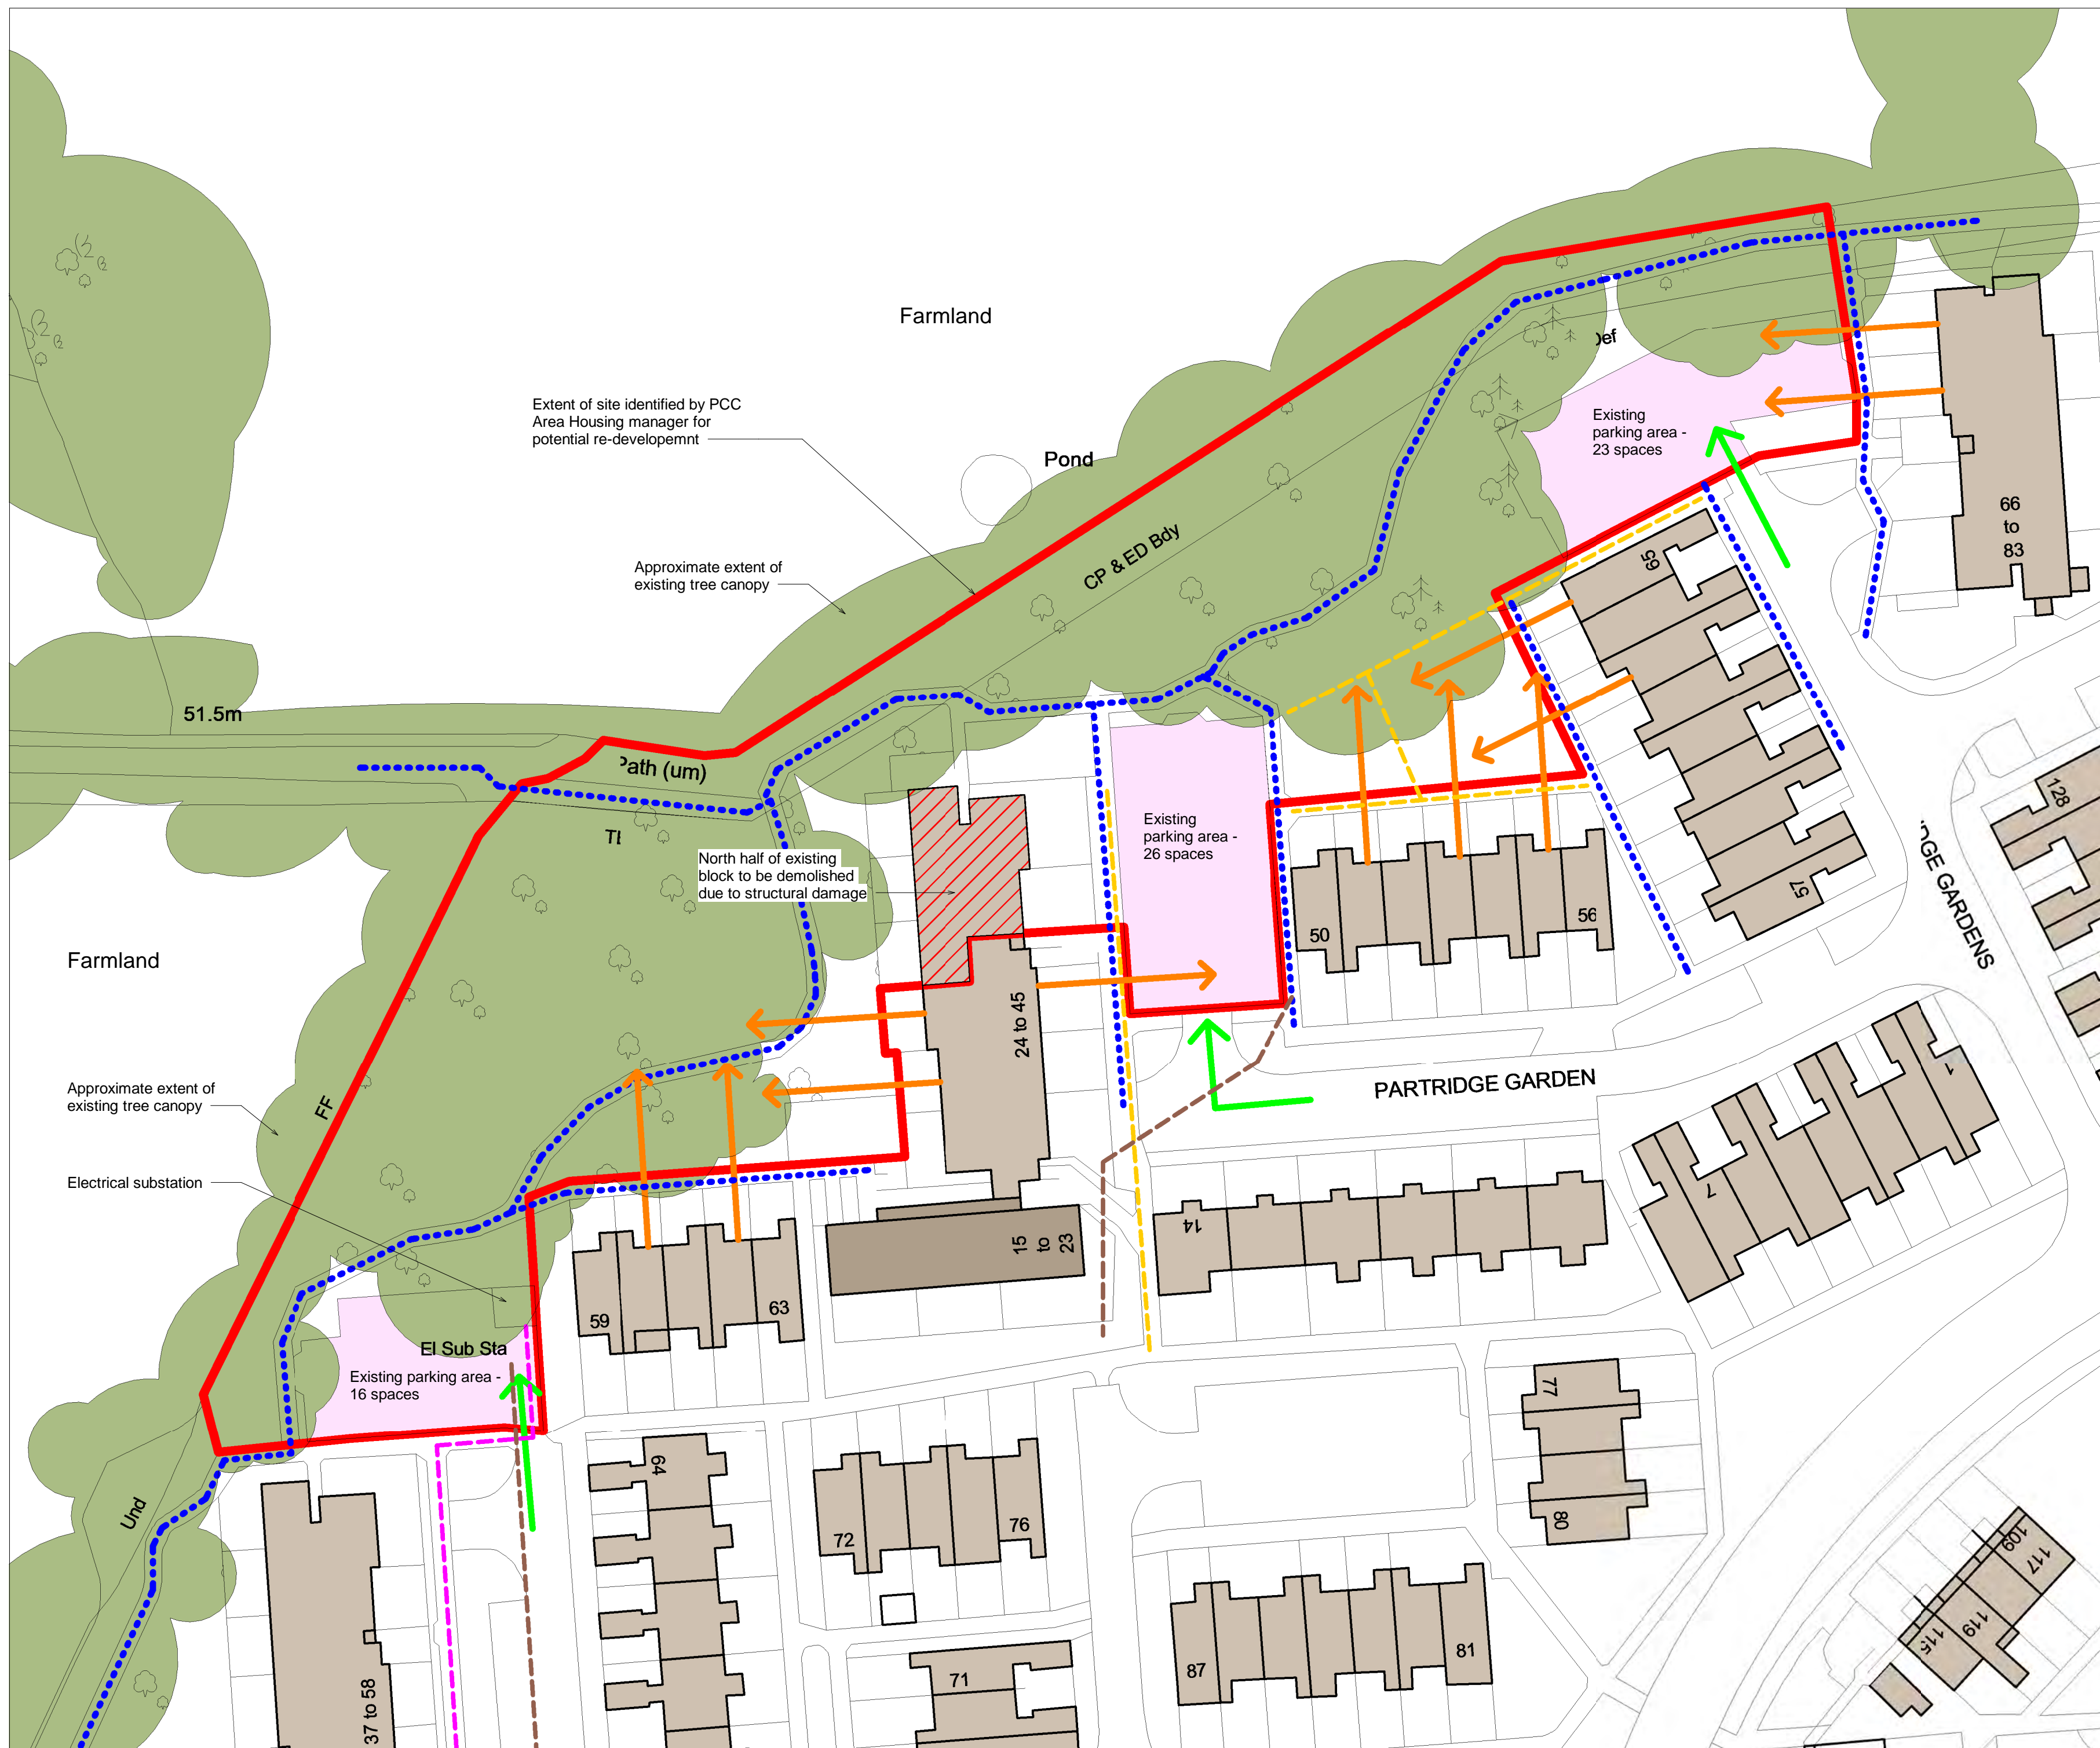 Farmland
Def
Extent of site identified by PCC
Area Housing manager for
potential re-developemnt
Existing
parking area -
23 spaces
Pond
66
to
83
CP & ED Bdy
Approximate extent of
existing tree canopy
65
51.5m
Path (um)
128
Existing
parking area -
26 spaces
North half of existing
block to be demolished
due to structural damage
57
50
56
DGE GARDENS
Farmland
24 to 45
PARTRIDGE GARDEN
1
Approximate extent of
existing tree canopy
FF
Electrical substation
7
14
15
to
23
59
63
El Sub Sta
Existing parking area -
16 spaces
77
64
Und
72
76
80
109
117
119
115
87
81
71
37 to 58